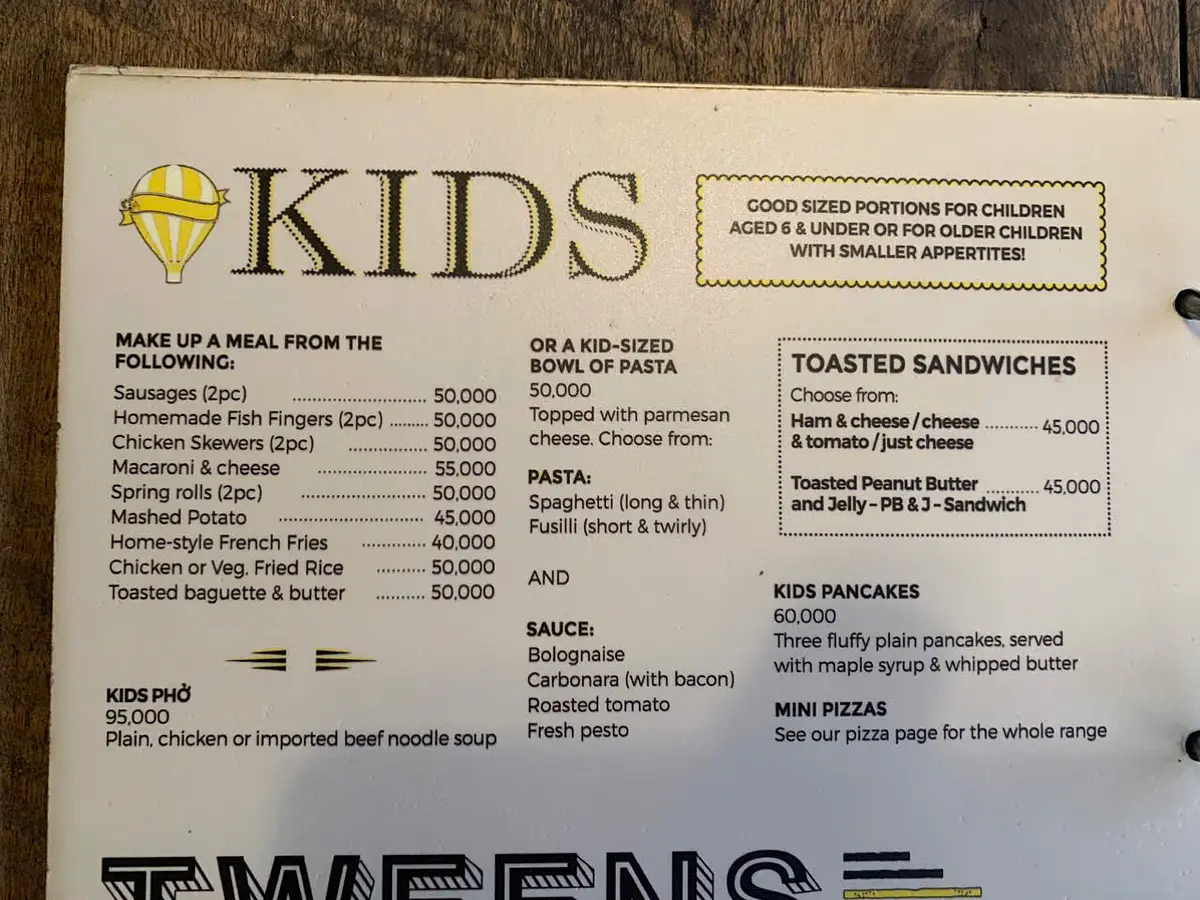 KIDS
GOOD SIZED PORTIONS FOR CHILDREN
AGED 6 & UNDER OR FOR OLDER CHILDREN
WITH SMALLER APPERTITES!
MAKE UP A MEAL FROM THE
FOLLOWING:
Sausages (2pc) ........................... 50,000
Homemade Fish Fingers (2pc) ........ 50,000
Chicken Skewers (2pc) ................ 50,000
Macaroni & cheese ...................... 55,000
Spring rolls (2pc) ......................... 50,000
Mashed Potato ............................. 45,000
Home-style French Fries ............. 40,000
Chicken or Veg. Fried Rice .......... 50,000
Toasted baguette & butter .......... 50,000
KIDS PHỞ
95,000
Plain, chicken or imported beef noodle soup
OR A KID-SIZED
BOWL OF PASTA
50,000
Topped with parmesan
cheese. Choose from:
PASTA:
Spaghetti (long & thin)
Fusilli (short & twirly)
AND
SAUCE:
Bolognaise
Carbonara (with bacon)
Roasted tomato
Fresh pesto
TOASTED SANDWICHES
Choose from:
Ham & cheese / cheese ........... 45,000
& tomato / just cheese
Toasted Peanut Butter ........... 45,000
and Jelly - PB & J - Sandwich
KIDS PANCAKES
60,000
Three fluffy plain pancakes, served
with maple syrup & whipped butter
MINI PIZZAS
See our pizza page for the whole range
TWEENS